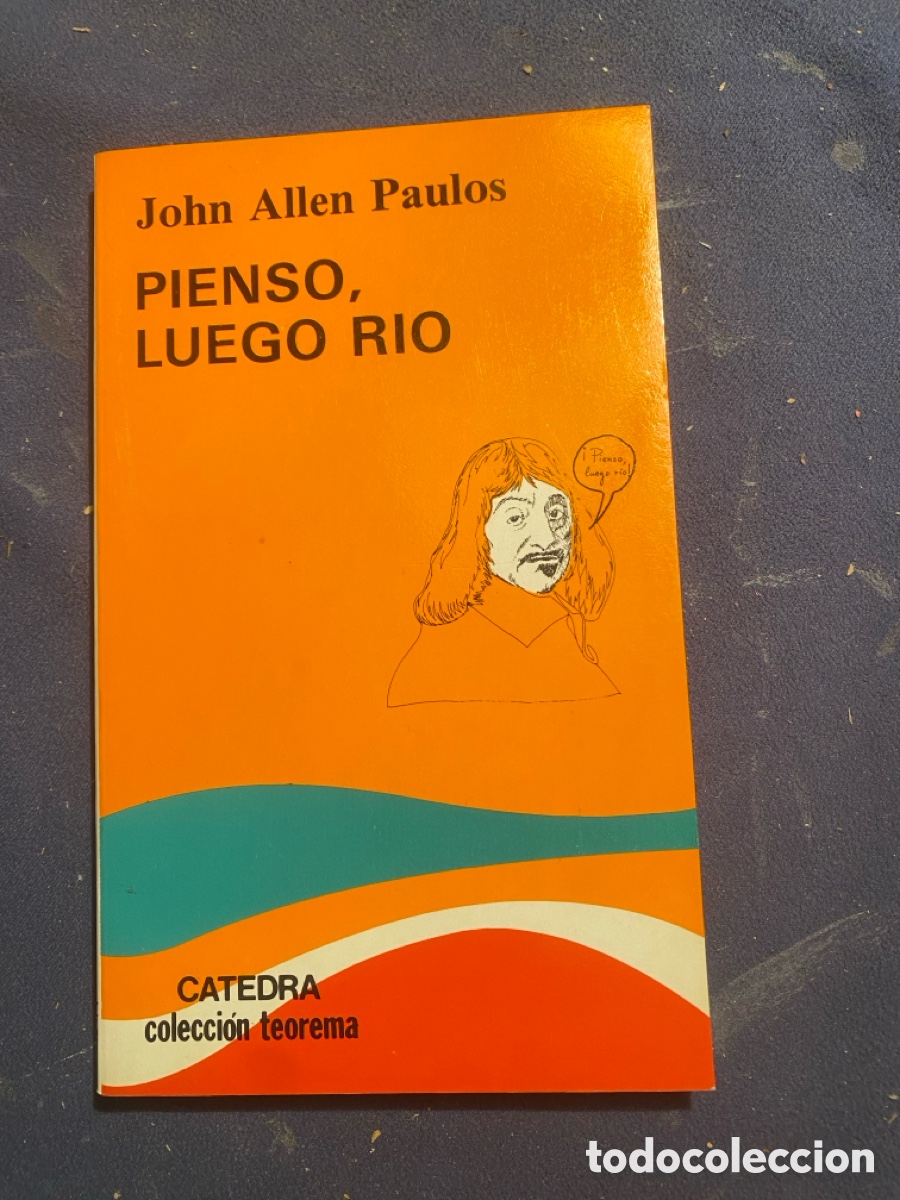 John Allen Paulos
PIENSO,
LUEGO RIO
¡Pienso,
luego río!
CATEDRA
colección teorema
todocoleccion